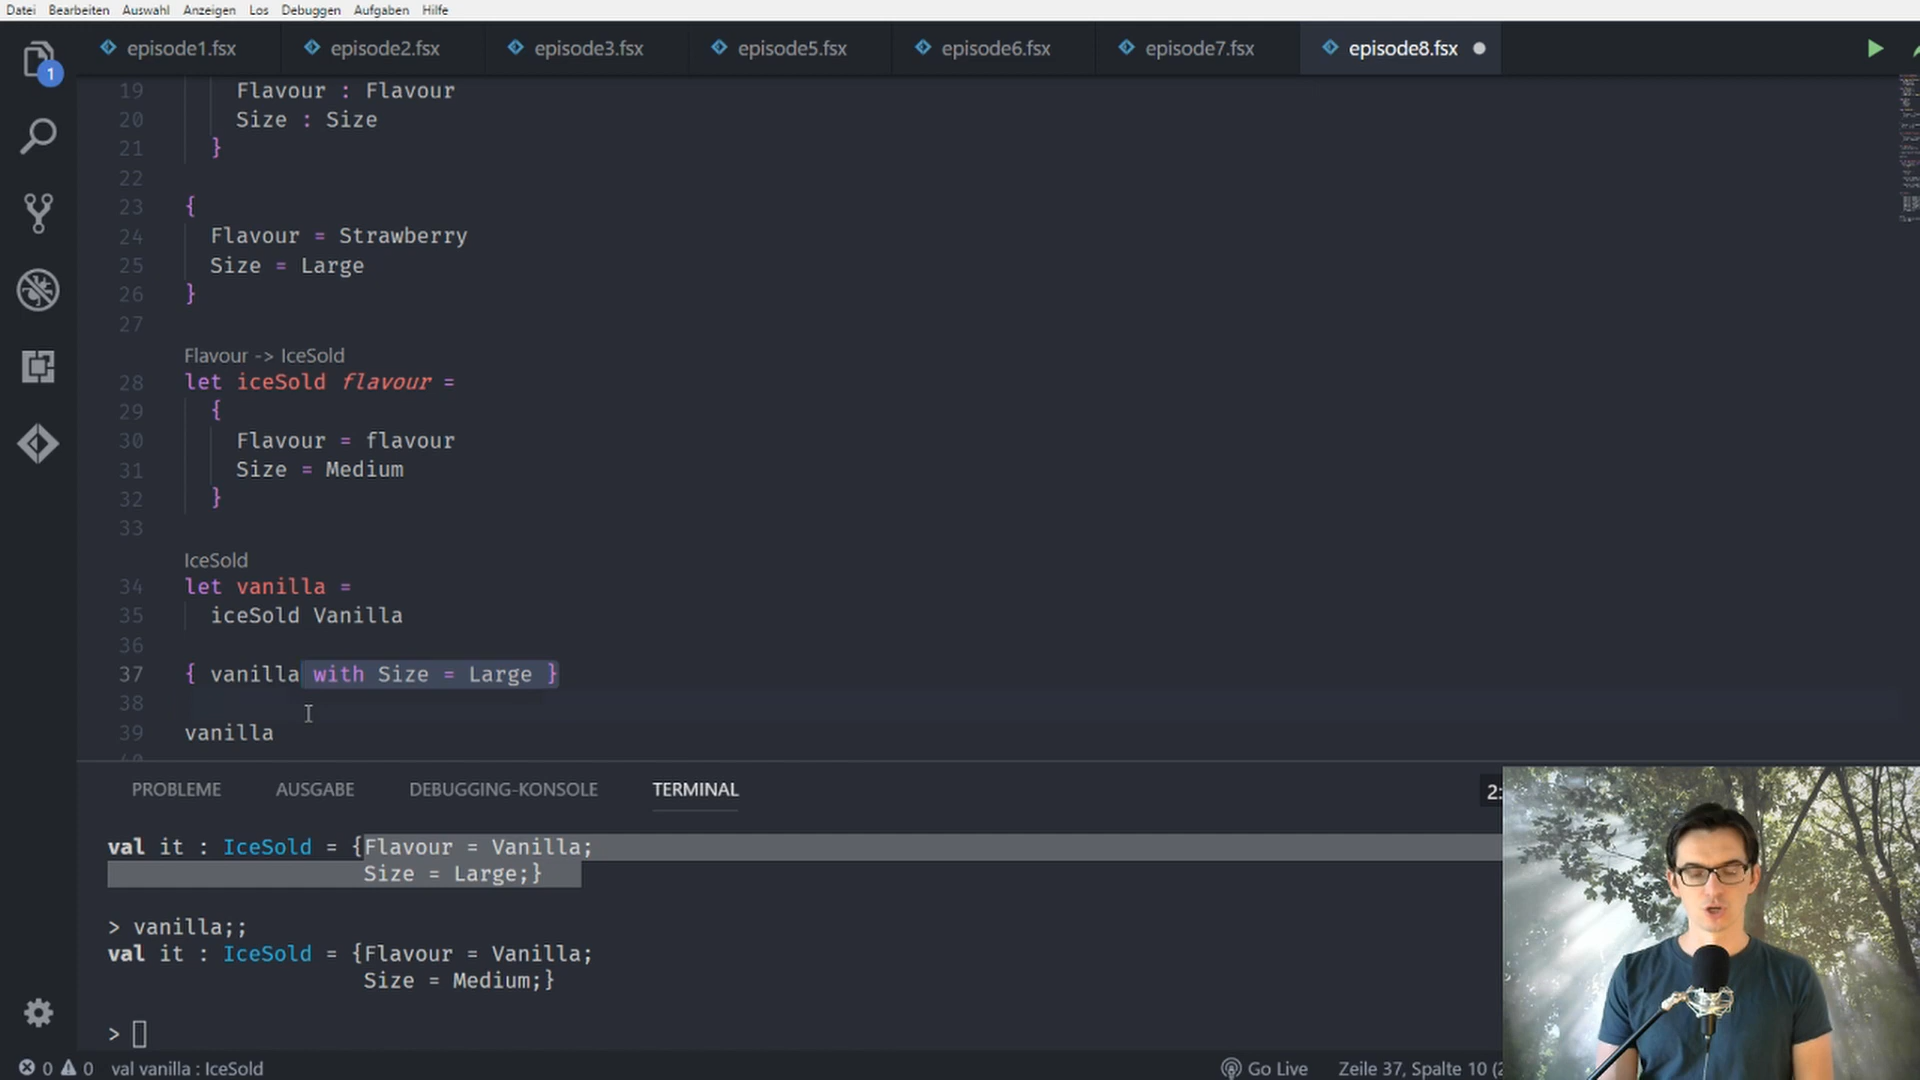 Datei Bearbeiten Auswahl Anzeigen Los Debuggen Aufgaben Hilfe
episode1.fsx episode2.fsx episode3.fsx episode5.fsx episode6.fsx episode7.fsx episode8.fsx
1
19 Flavour : Flavour
20 Size : Size
21 }
22
23 {
24 Flavour = Strawberry
25 Size = Large
26 }
27
Flavour -> IceSold
28 let iceSold flavour =
29 {
30 Flavour = flavour
31 Size = Medium
32 }
33
IceSold
34 let vanilla =
35 iceSold Vanilla
36
37 { vanilla with Size = Large }
38
39 vanilla
PROBLEME AUSGABE DEBUGGING-KONSOLE TERMINAL 2:
val it : IceSold = {Flavour = Vanilla;
Size = Large;}
> vanilla;;
val it : IceSold = {Flavour = Vanilla;
Size = Medium;}
>
0 0 val vanilla : IceSold Go Live Zeile 37, Spalte 10